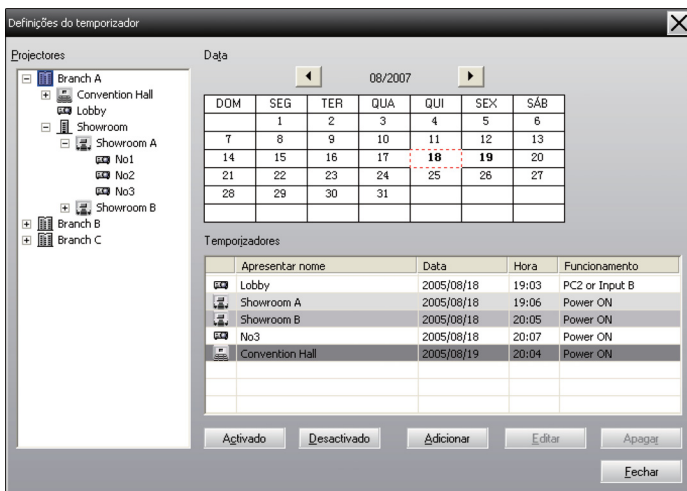 Definições do temporizador
Projectores
Branch A
Convention Hall
Lobby
Showroom
Showroom A
No1
No2
No3
Showroom B
Branch B
Branch C
Data
08/2007
DOM SEG TER QUA QUI SEX SÁB
1 2 3 4 5 6
7 8 9 10 11 12 13
14 15 16 17 18 19 20
21 22 23 24 25 26 27
28 29 30 31
Temporizadores
Apresentar nome Data Hora Funcionamento
Lobby 2005/08/18 19:03 PC2 or Input B
Showroom A 2005/08/18 19:06 Power ON
Showroom B 2005/08/18 20:05 Power ON
No3 2005/08/18 20:07 Power ON
Convention Hall 2005/08/19 20:04 Power ON
Activado Desactivado Adicionar Editar Apagar
Fechar